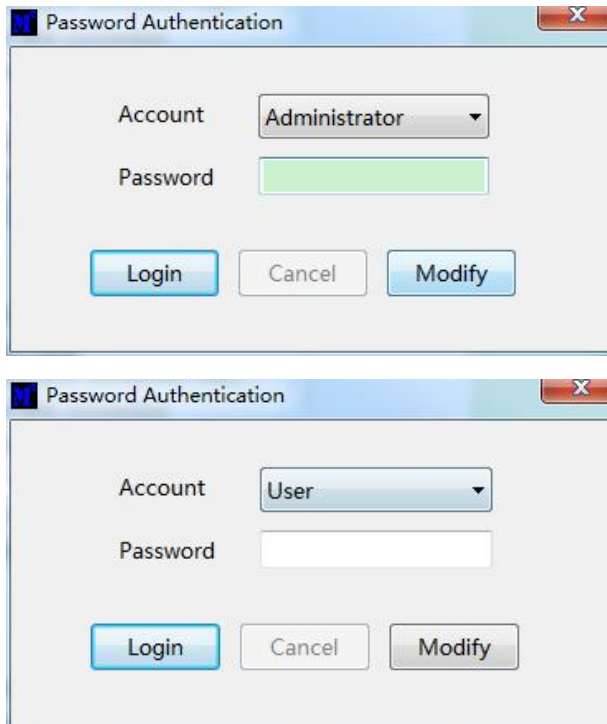 Password Authentication
Account Administrator
Password
Login Cancel Modify
Password Authentication
Account User
Password
Login Cancel Modify